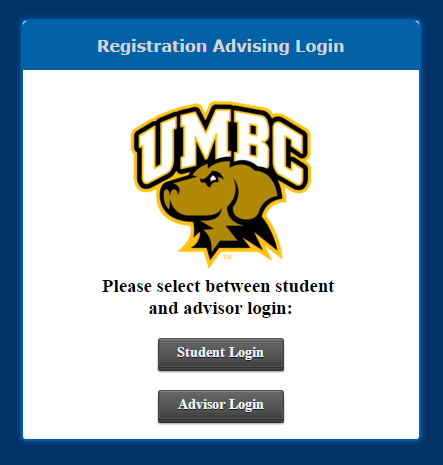 Registration Advising Login
UMBC
TM
Please select between student
and advisor login:
Student Login
Advisor Login